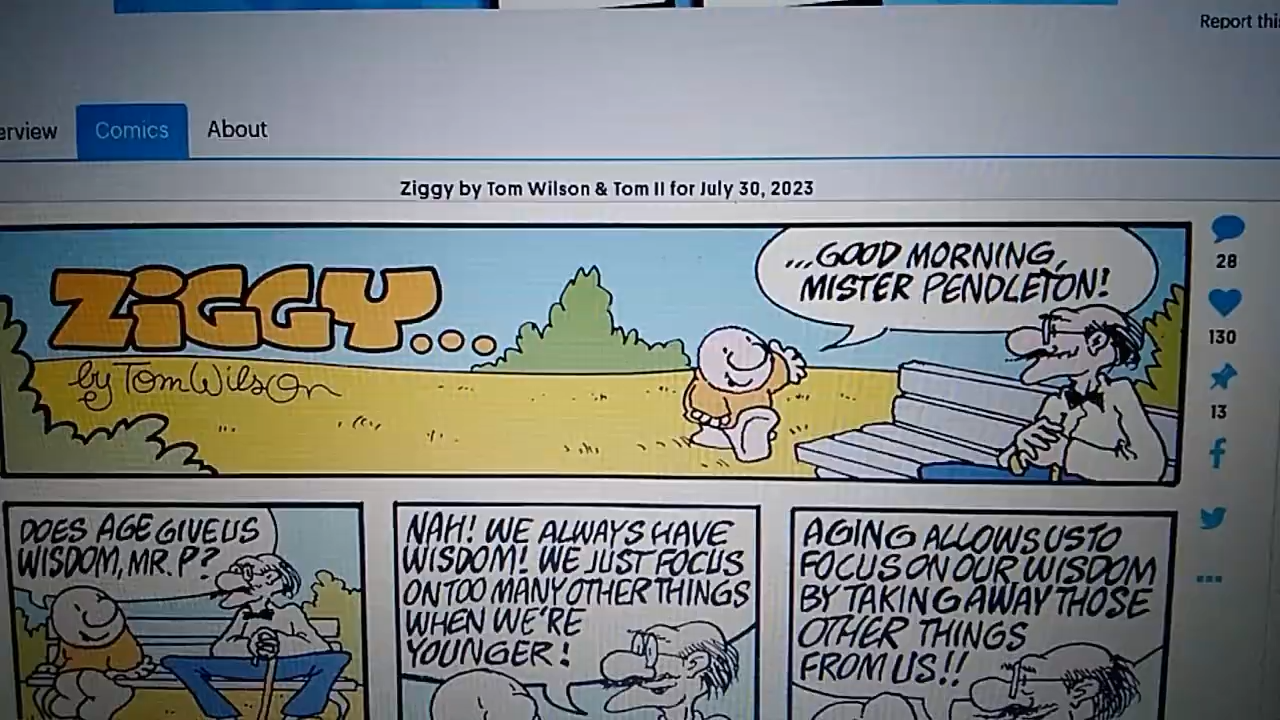 Report
erview Comics About
Ziggy by Tom Wilson & Tom II for July 30, 2023
ZiGGY...
by Tom Wilson
...GOOD MORNING,
MISTER PENDLETON!
28
130
13
DOES AGE GIVE US
WISDOM, MR. P?
NAH! WE ALWAYS HAVE
WISDOM! WE JUST FOCUS
ON TOO MANY OTHER THINGS
WHEN WE'RE
YOUNGER!
AGING ALLOWS US TO
FOCUS ON OUR WISDOM
BY TAKING AWAY THOSE
OTHER THINGS
FROM US!!